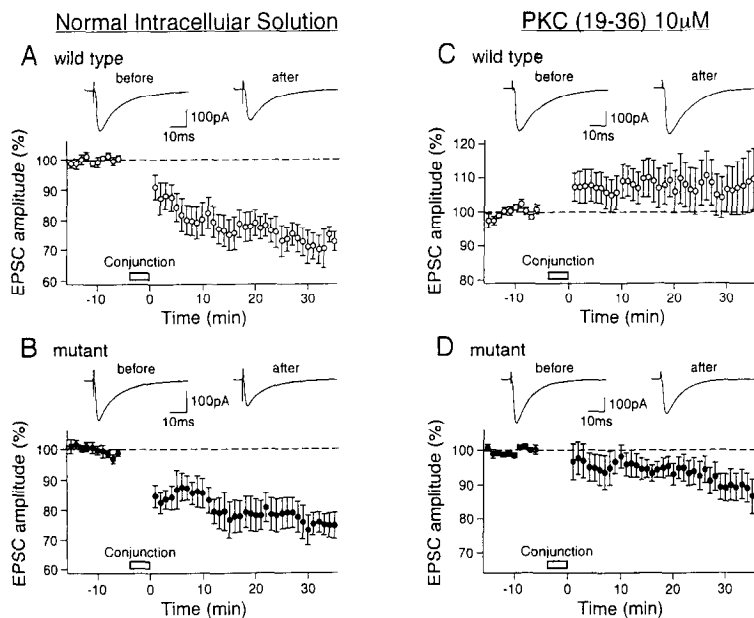 Normal Intracellular Solution
PKC (19-36) 10µM
A wild type
before
after
100pA
10ms
EPSC amplitude (%)
100
90
80
70
60
Conjunction
-10 0 10 20 30
Time (min)
B mutant
before
after
100pA
10ms
EPSC amplitude (%)
100
90
80
70
60
Conjunction
-10 0 10 20 30
Time (min)
C wild type
before
after
100pA
10ms
EPSC amplitude (%)
120
110
100
90
80
Conjunction
-10 0 10 20 30
Time (min)
D mutant
before
after
100pA
10ms
EPSC amplitude (%)
100
90
80
70
Conjunction
-10 0 10 20 30
Time (min)